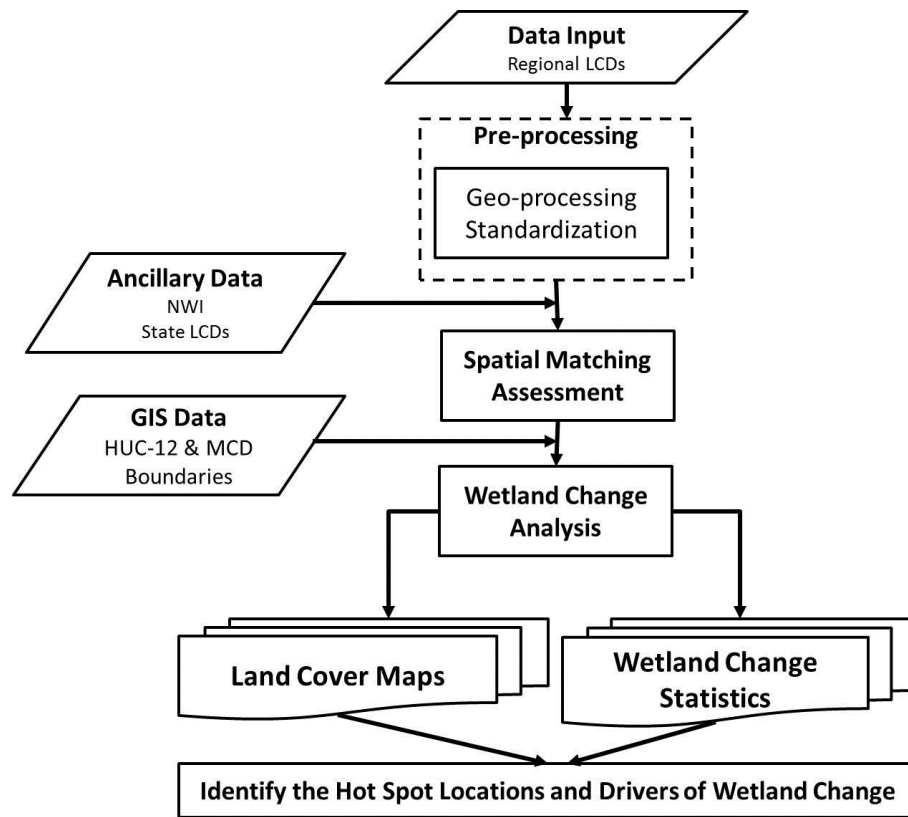 Data Input
Regional LCDs
Pre-processing
Geo-processing
Standardization
Ancillary Data
NWI
State LCDs
Spatial Matching
Assessment
GIS Data
HUC-12 & MCD
Boundaries
Wetland Change
Analysis
Land Cover Maps
Wetland Change
Statistics
Identify the Hot Spot Locations and Drivers of Wetland Change